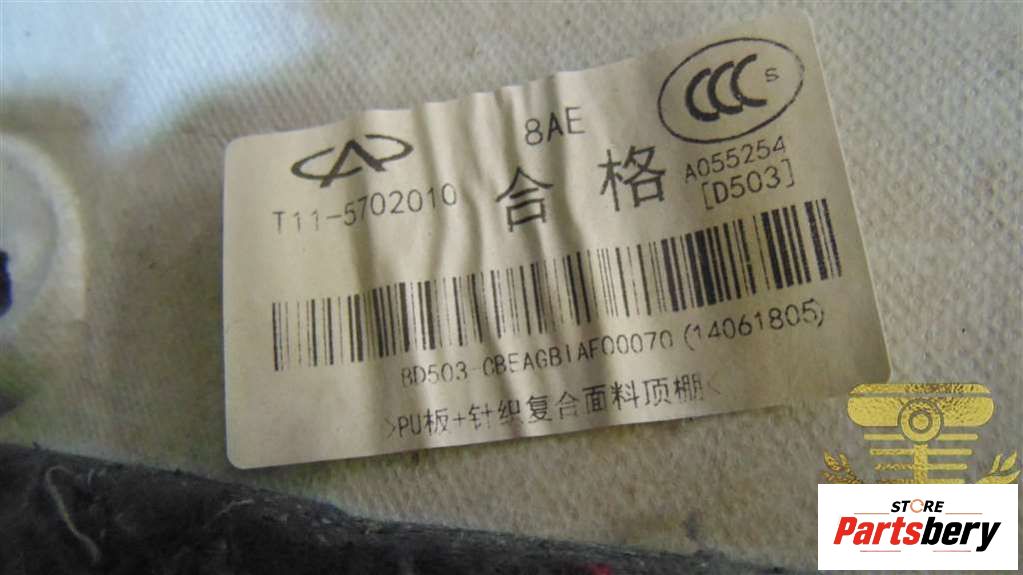 8AE
CCC S
T11-5702010
合格
A055254
[D503]
BD503-CBEAGBIAF00070 (14061805)
>PU板+针织复合面料顶棚<
STORE
Partsbery